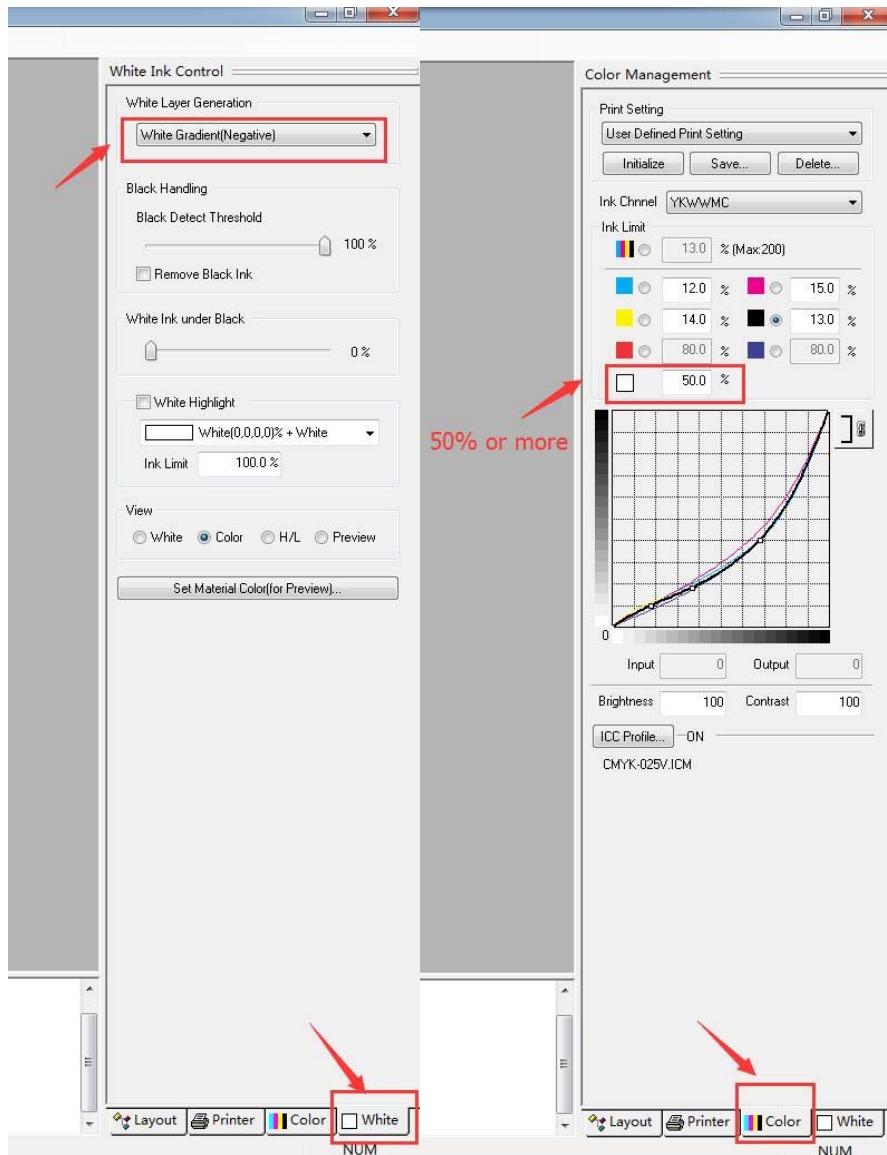 White Ink Control
White Layer Generation
White Gradient(Negative)
Black Handling
Black Detect Threshold
100 %
Remove Black Ink
White Ink under Black
0 %
White Highlight
White(0,0,0,0)% + White
Ink Limit 100.0 %
View
White Color H/L Preview
Set Material Color(for Preview)...
Layout Printer Color White
NUM
Color Management
Print Setting
User Defined Print Setting
Initialize Save... Delete...
Ink Chnnel YKWWMC
Ink Limit
13.0 % (Max:200)
12.0 % 15.0 %
14.0 % 13.0 %
80.0 % 80.0 %
50.0 %
50% or more
0
Input 0 Output 0
Brightness 100 Contrast 100
ICC Profile... ON
CMYK-025V.ICM
Layout Printer Color White
NUM